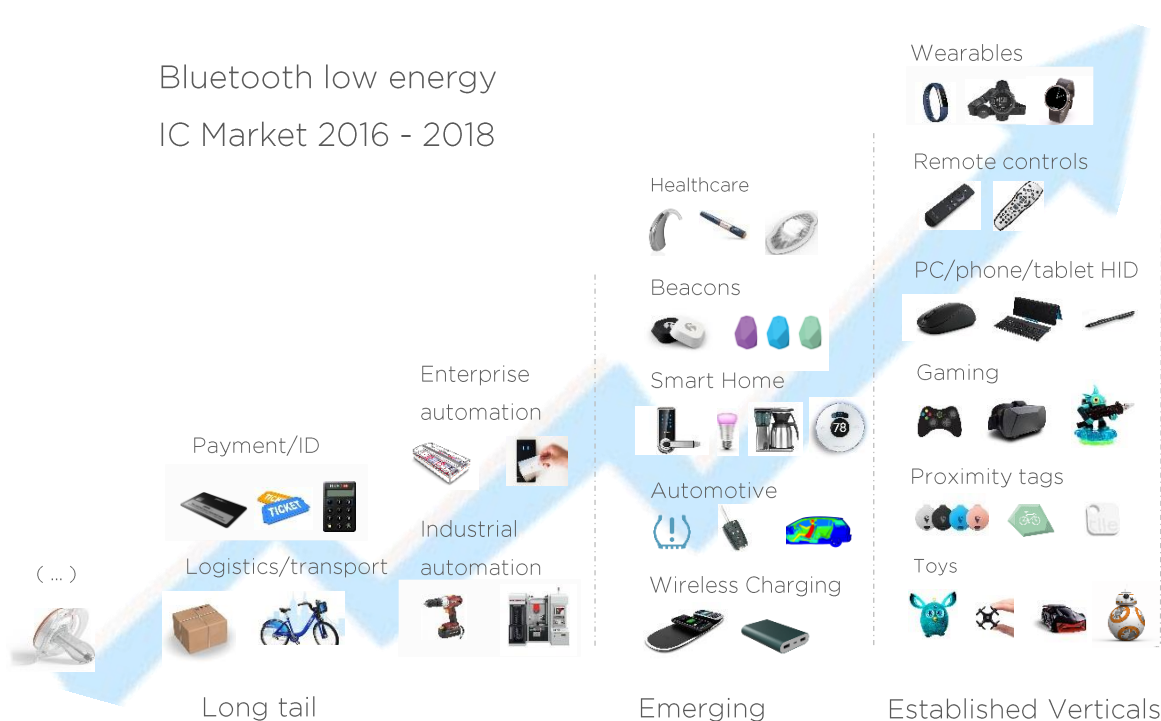 Bluetooth low energy
IC Market 2016 - 2018
( ... )
Payment/ID
TICKET
Logistics/transport
Enterprise
automation
Industrial
automation
Long tail
Healthcare
Beacons
Smart Home
78
Automotive
(!)
Wireless Charging
Emerging
Wearables
Remote controls
PC/phone/tablet HID
Gaming
Proximity tags
tile
Toys
Established Verticals